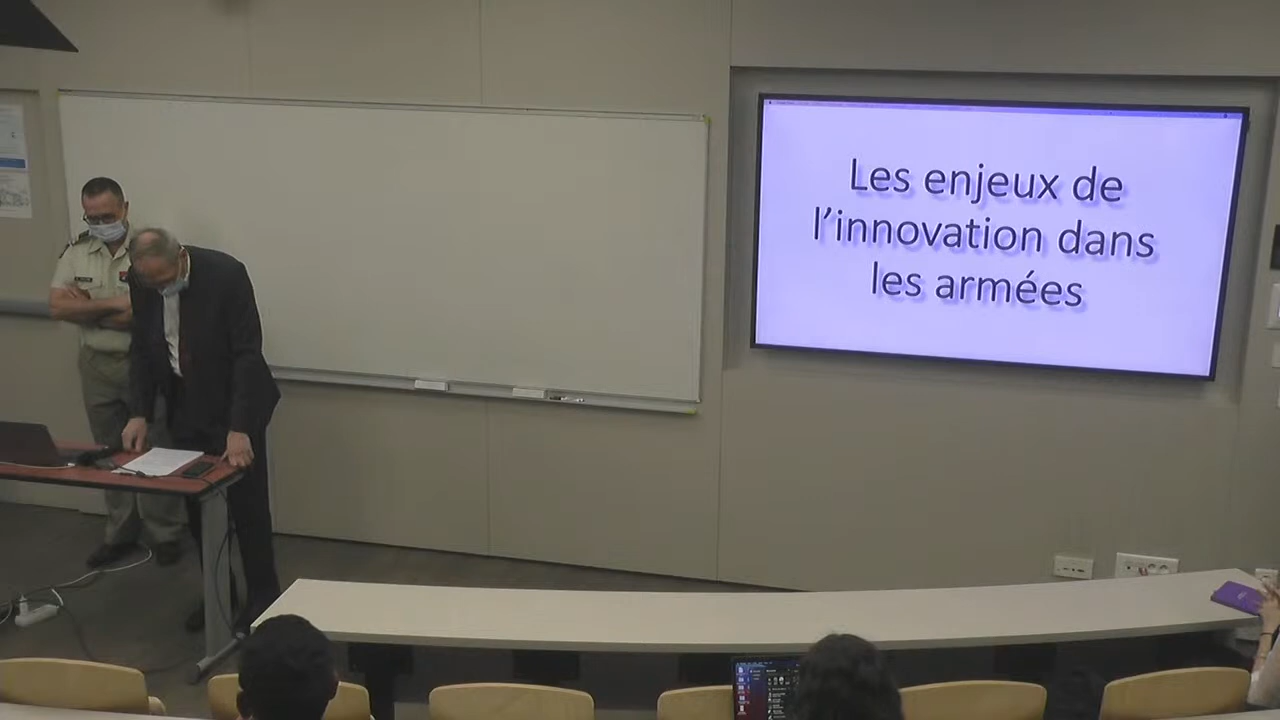 Les enjeux de
l'innovation dans
les armées